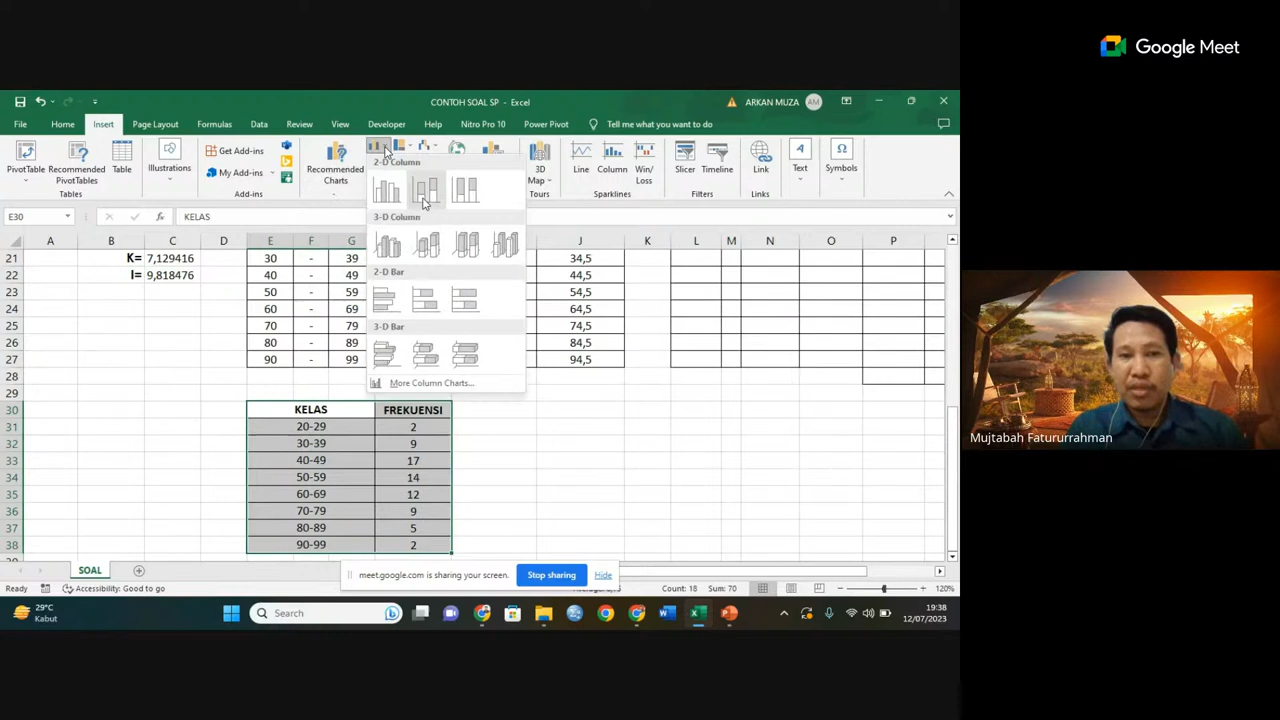 Google Meet
CONTOH SOAL SP - Excel
ARKAN MUZA AM
File Home Insert Page Layout Formulas Data Review View Developer Help Nitro Pro 10 Power Pivot Tell me what you want to do
PivotTable Recommended PivotTables Table Illustrations Get Add-ins My Add-ins Recommended Charts 3D Map Tours Line Column Win/Loss Sparklines Slicer Timeline Filters Link Links Text Symbols
2-D Column
3-D Column
2-D Bar
3-D Bar
More Column Charts...
E30 KELAS
A B C D E F G J K L M N O P
21 K= 7,129416 30 - 39 34,5
22 I= 9,818476 40 - 49 44,5
23 50 - 59 54,5
24 60 - 69 64,5
25 70 - 79 74,5
26 80 - 89 84,5
27 90 - 99 94,5
28
29
30 KELAS FREKUENSI
31 20-29 2
32 30-39 9
33 40-49 17
34 50-59 14
35 60-69 12
36 70-79 9
37 80-89 5
38 90-99 2
SOAL
meet.google.com is sharing your screen. Stop sharing Hide
Ready Accessibility: Good to go Count: 18 Sum: 70 120%
29°C
Kabut
Search
19:38
12/07/2023
Mujtabah Fatururrahman